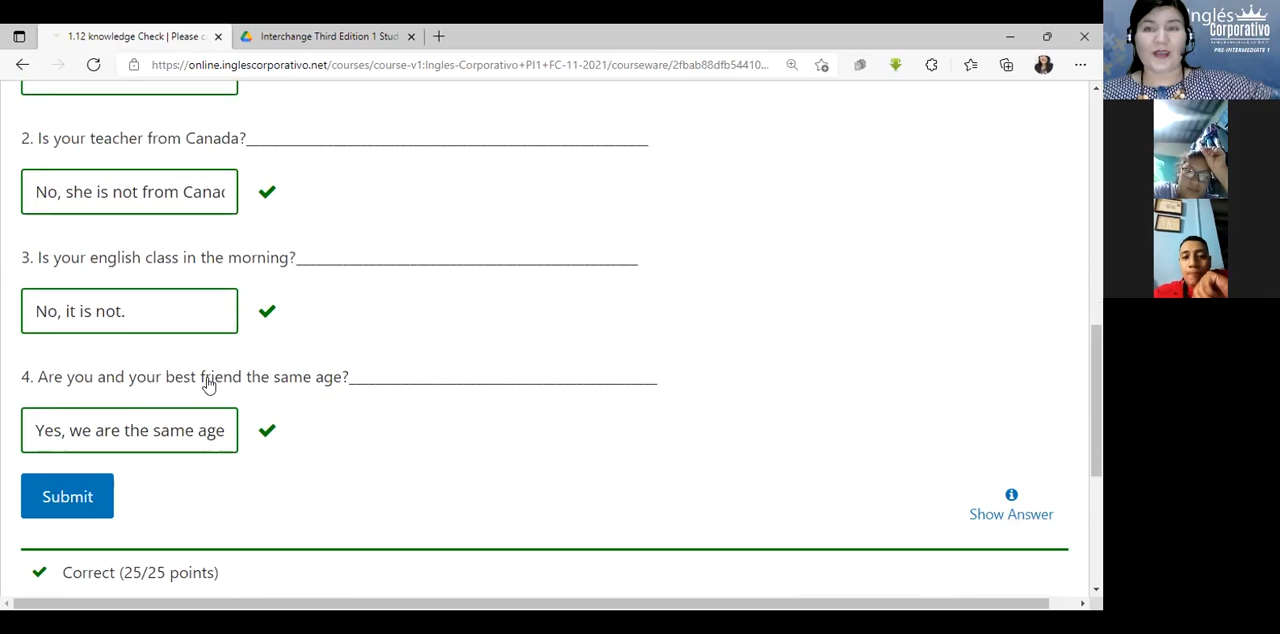 1.12 knowledge Check | Please c
Interchange Third Edition 1 Stud
https://online.inglescorporativo.net/courses/course-v1:Ingles-Corporativo+PI1+FC-11-2021/courseware/2fbab88dfb54410...
Inglés
Corporativo
PRE-INTERMEDIATE 1
2. Is your teacher from Canada?
No, she is not from Canad
3. Is your english class in the morning?
No, it is not.
4. Are you and your best friend the same age?
Yes, we are the same age
Submit
Show Answer
Correct (25/25 points)